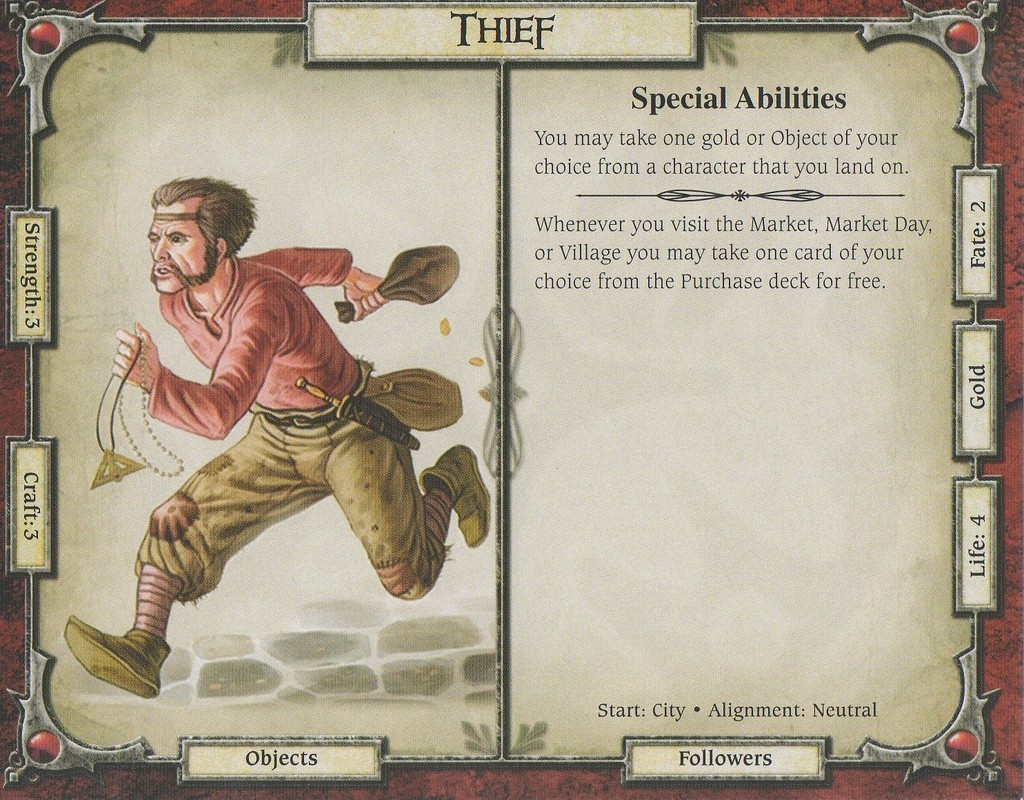 THIEF
Special Abilities
You may take one gold or Object of your
choice from a character that you land on.
Whenever you visit the Market, Market Day,
or Village you may take one card of your
choice from the Purchase deck for free.
Start: City • Alignment: Neutral
Strength: 3
Craft: 3
Fate: 2
Gold
Life: 4
Objects
Followers